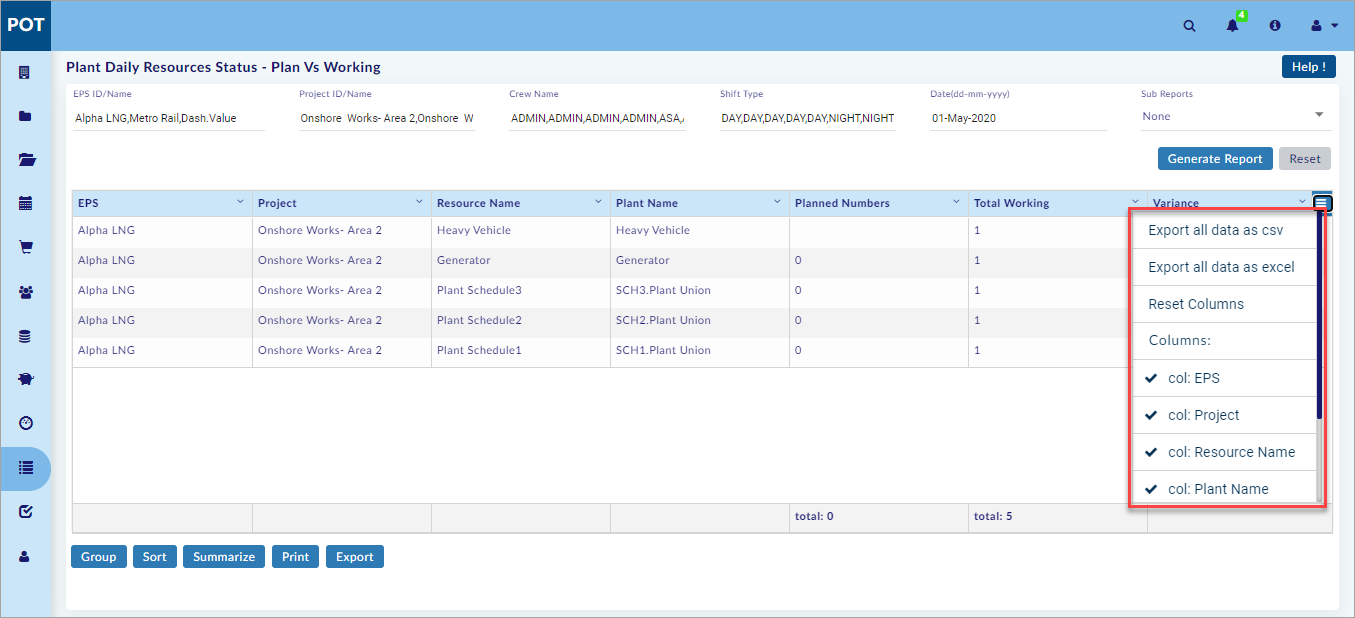 POT
4
Plant Daily Resources Status - Plan Vs Working
Help !
EPS ID/Name Project ID/Name Crew Name Shift Type Date(dd-mm-yyyy) Sub Reports
Alpha LNG,Metro Rail,Dash.Value Onshore Works- Area 2,Onshore W ADMIN,ADMIN,ADMIN,ADMIN,ASA, DAY,DAY,DAY,DAY,DAY,NIGHT,NIGHT 01-May-2020 None
Generate Report Reset
EPS Project Resource Name Plant Name Planned Numbers Total Working Variance
Alpha LNG Onshore Works- Area 2 Heavy Vehicle Heavy Vehicle 1
Alpha LNG Onshore Works- Area 2 Generator Generator 0 1
Alpha LNG Onshore Works- Area 2 Plant Schedule3 SCH3.Plant Union 0 1
Alpha LNG Onshore Works- Area 2 Plant Schedule2 SCH2.Plant Union 0 1
Alpha LNG Onshore Works- Area 2 Plant Schedule1 SCH1.Plant Union 0 1
Export all data as csv
Export all data as excel
Reset Columns
Columns:
col: EPS
col: Project
col: Resource Name
col: Plant Name
total: 0 total: 5
Group Sort Summarize Print Export